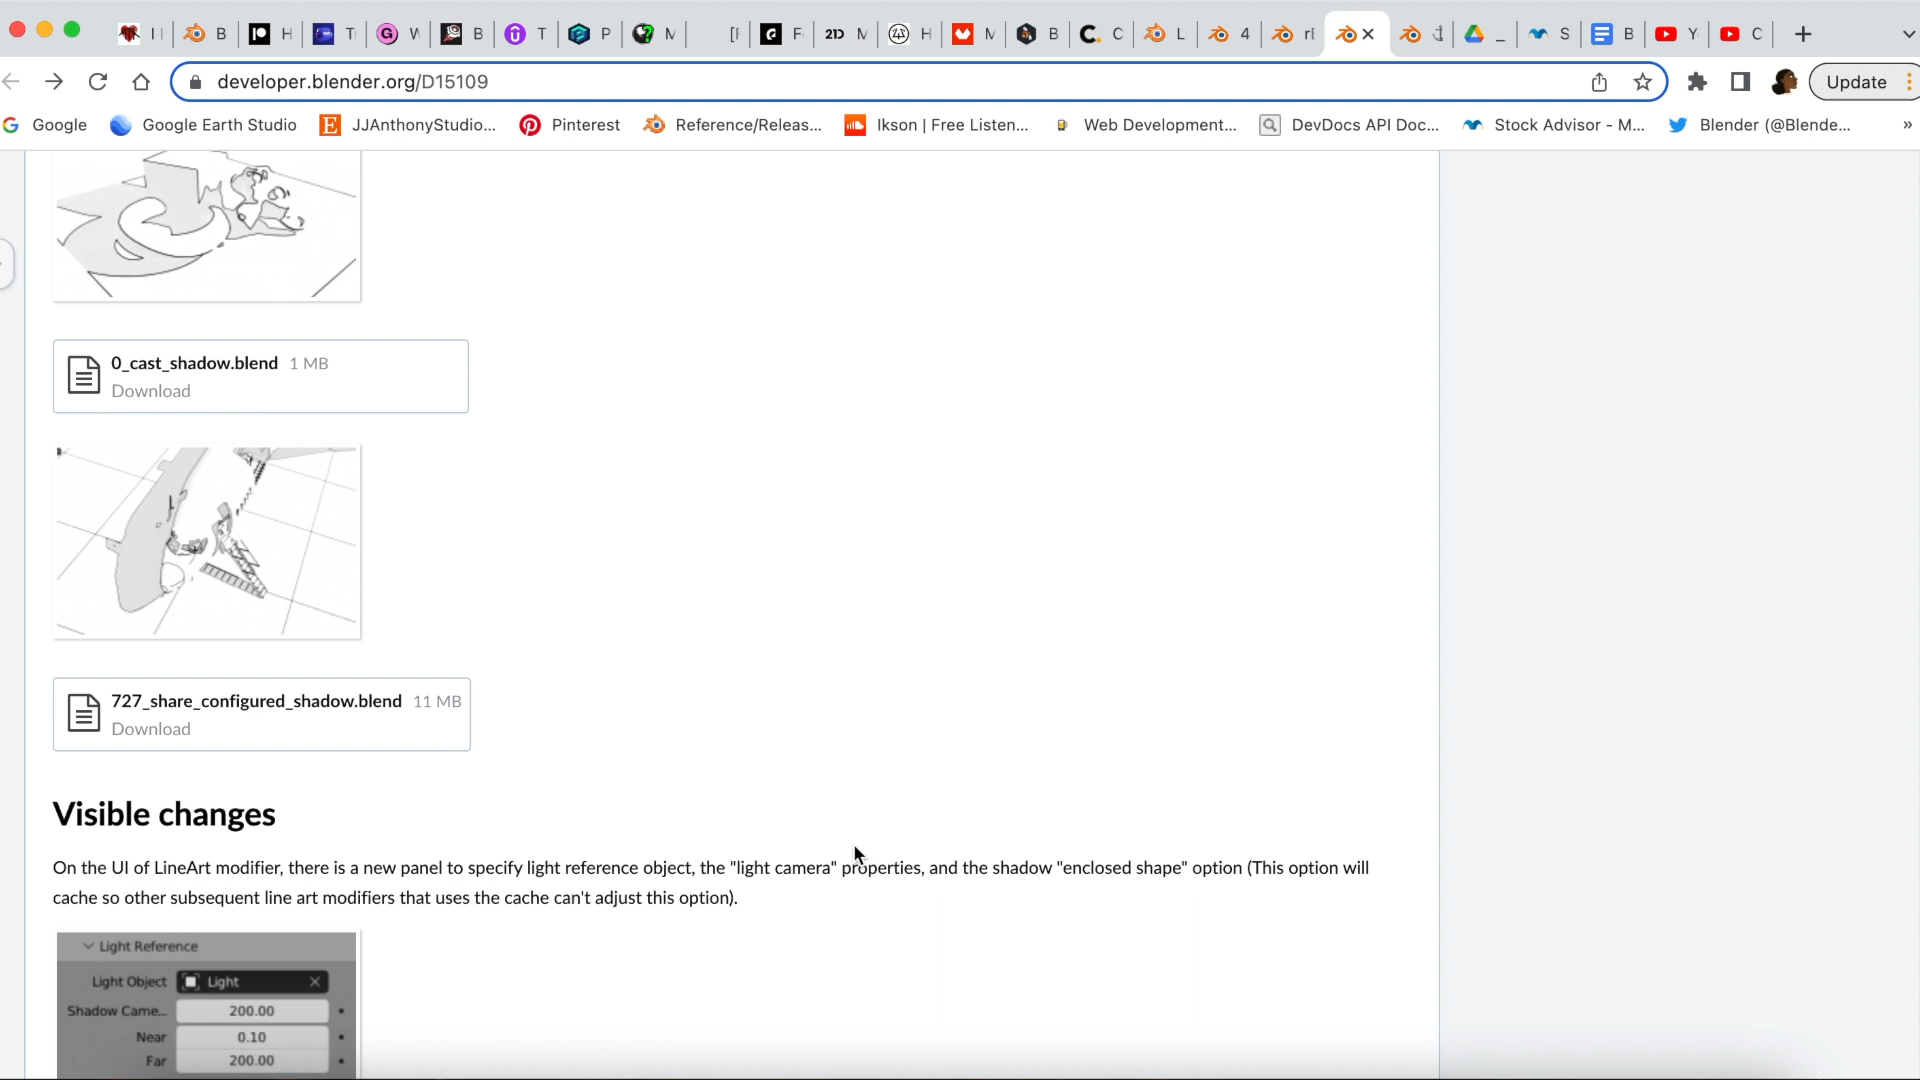 I
B
H
T
W
B
T
P
M
[F
F
21D M
H
M
B
C. C
L
4
_
S
B
Y
C
developer.blender.org/D15109
Update
Google
Google Earth Studio
JJAnthonyStudio...
Pinterest
Reference/Releas...
Ikson | Free Listen...
Web Development...
DevDocs API Doc...
Stock Advisor - M...
Blender (@Blende...
»
0_cast_shadow.blend 1 MB
Download
727_share_configured_shadow.blend 11 MB
Download
Visible changes
On the UI of LineArt modifier, there is a new panel to specify light reference object, the "light camera" properties, and the shadow "enclosed shape" option (This option will
cache so other subsequent line art modifiers that uses the cache can't adjust this option).
Light Reference
Light Object Light
Shadow Came... 200.00
Near 0.10
Far 200.00